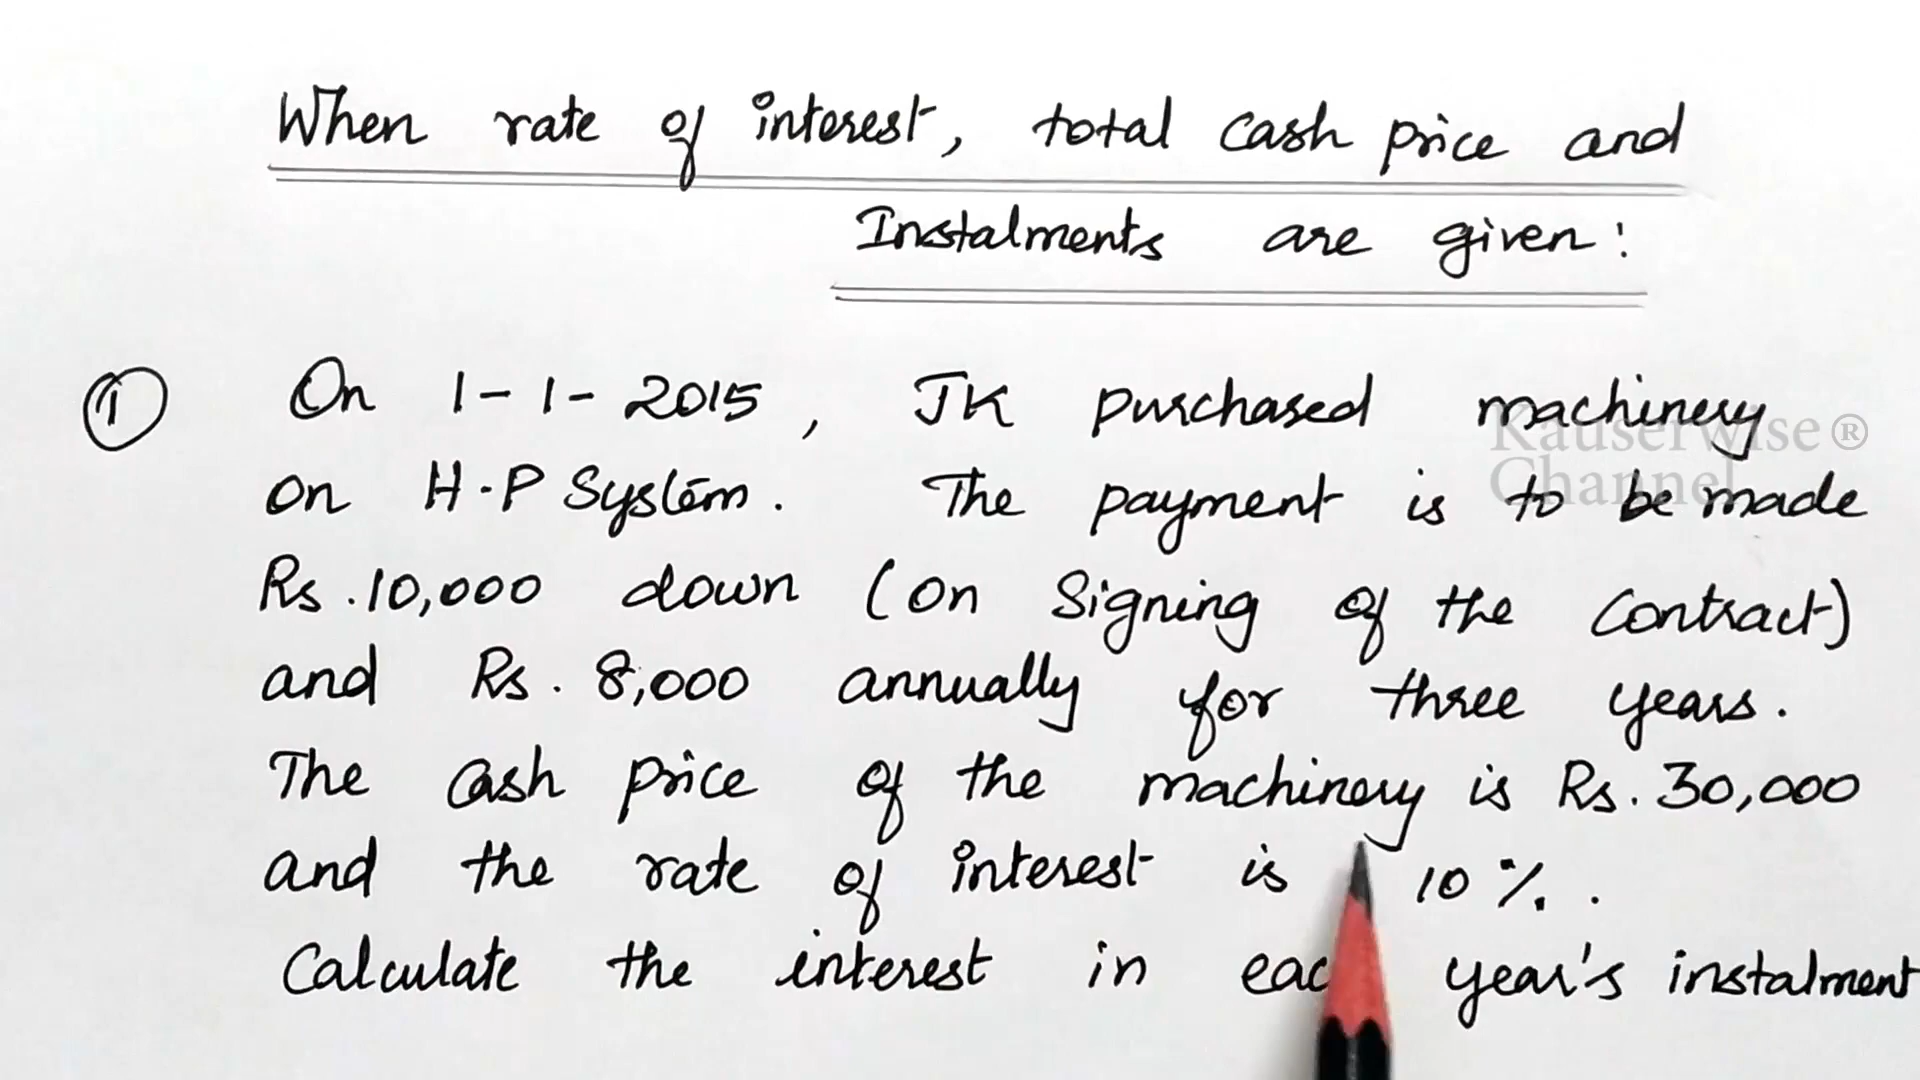 When rate of interest, total cash price and
Instalments are given:
① On 1-1-2015, JK purchased machinery
on H.P System. The payment is to be made
Rs.10,000 down (on Signing of the Contract)
and Rs. 8,000 annually for three years.
The cash price of the machinery is Rs. 30,000
and the rate of interest is 10%.
Calculate the interest in each year's instalment
Kauserwise®
Channel